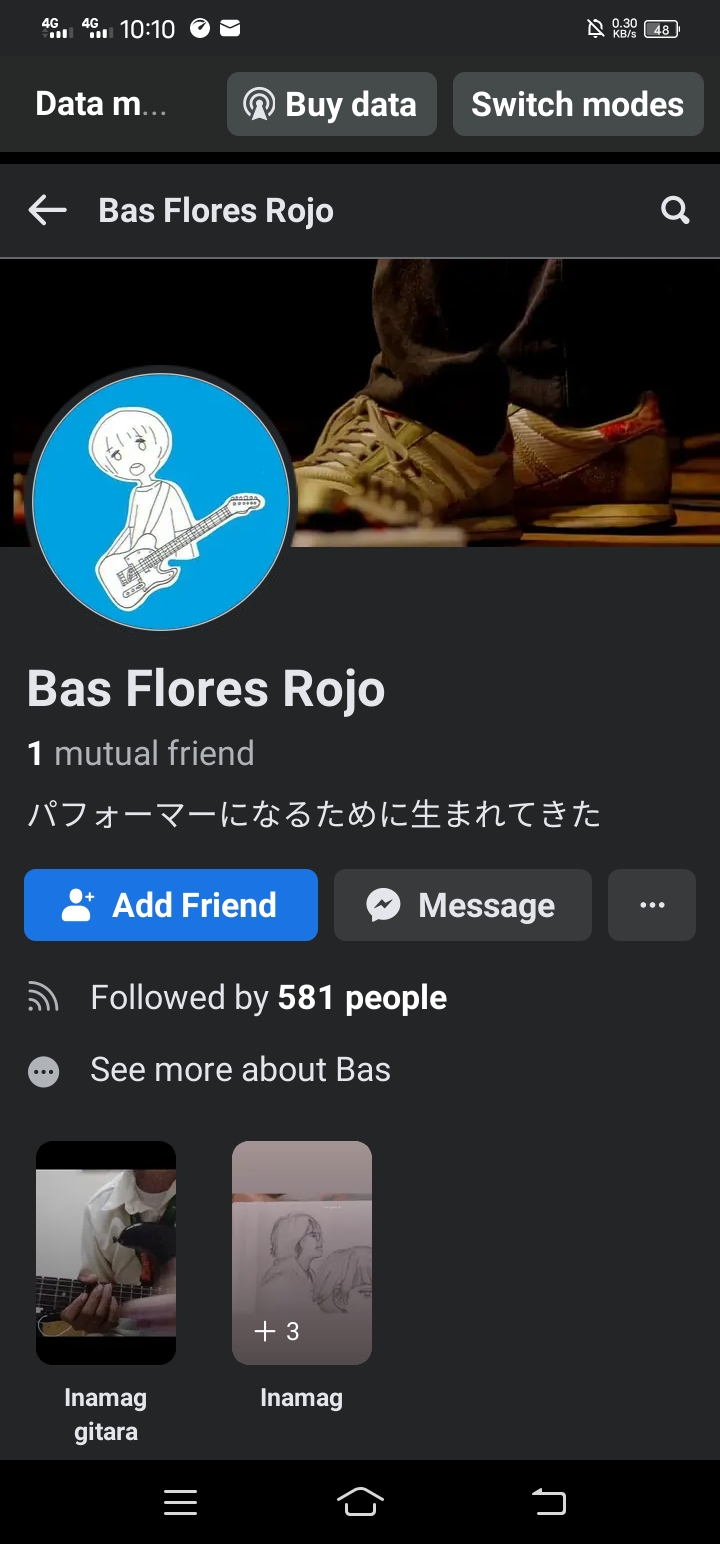 4G 4G 10:10 0.30 KB/s 48
Data m... Buy data Switch modes
Bas Flores Rojo
Bas Flores Rojo
1 mutual friend
パフォーマーになるために生まれてきた
Add Friend Message
Followed by 581 people
See more about Bas
+ 3
Inamag Inamag
gitara